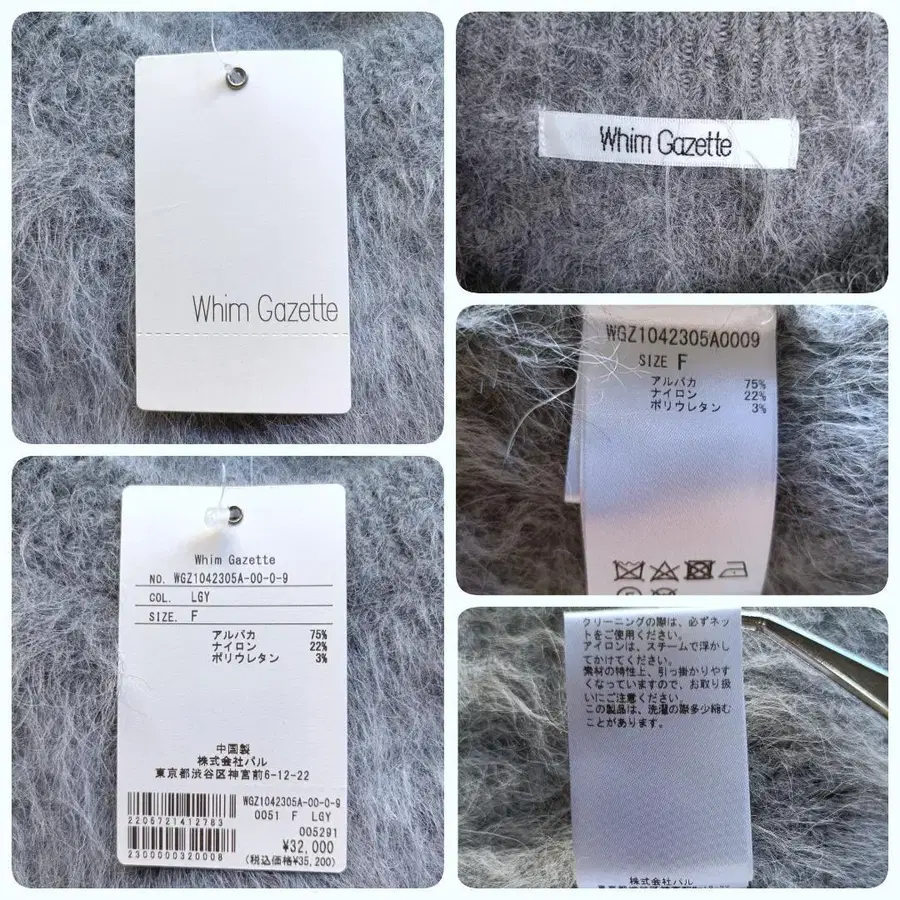 Whim Gazette
Whim Gazette
WGZ1042305A0009
SIZE F
アルパカ 75%
ナイロン 22%
ポリウレタン 3%
Whim Gazette
NO. WGZ1042305A-00-0-9
COL. LGY
SIZE. F
アルパカ 75%
ナイロン 22%
ポリウレタン 3%
中国製
株式会社パル
東京都渋谷区神宮前6-12-22
WGZ1042305A-00-0-9
2206721412783
0051 F LGY
005291
¥32,000
2300000320008
(税込価格¥35,200)
クリーニングの際は、必ずネッ
トをご使用ください。
アイロンは、スチームで浮かし
てかけてください。
素材の特性上、引っ掛かりやす
くなっていますので、お取り扱
いにご注意ください。
この製品は、洗濯の際多少縮む
ことがあります。
株式会社パル